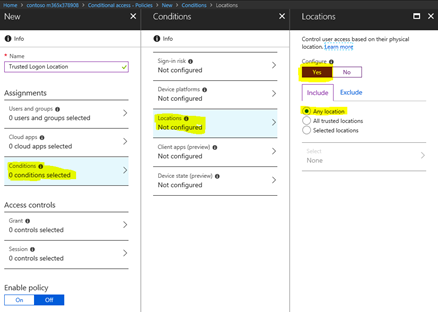 Home > contoso m365x378908 > Conditional access - Policies > New > Conditions > Locations
New
Info
* Name
Trusted Logon Location
Assignments
Users and groups
0 users and groups selected
Cloud apps
0 cloud apps selected
Conditions
0 conditions selected
Access controls
Grant
0 controls selected
Session
0 controls selected
Enable policy
On Off
Conditions
Info
Sign-in risk
Not configured
Device platforms
Not configured
Locations
Not configured
Client apps (preview)
Not configured
Device state (preview)
Not configured
Locations
Control user access based on their physical
location. Learn more
Configure
Yes No
Include Exclude
Any location
All trusted locations
Selected locations
Select
None